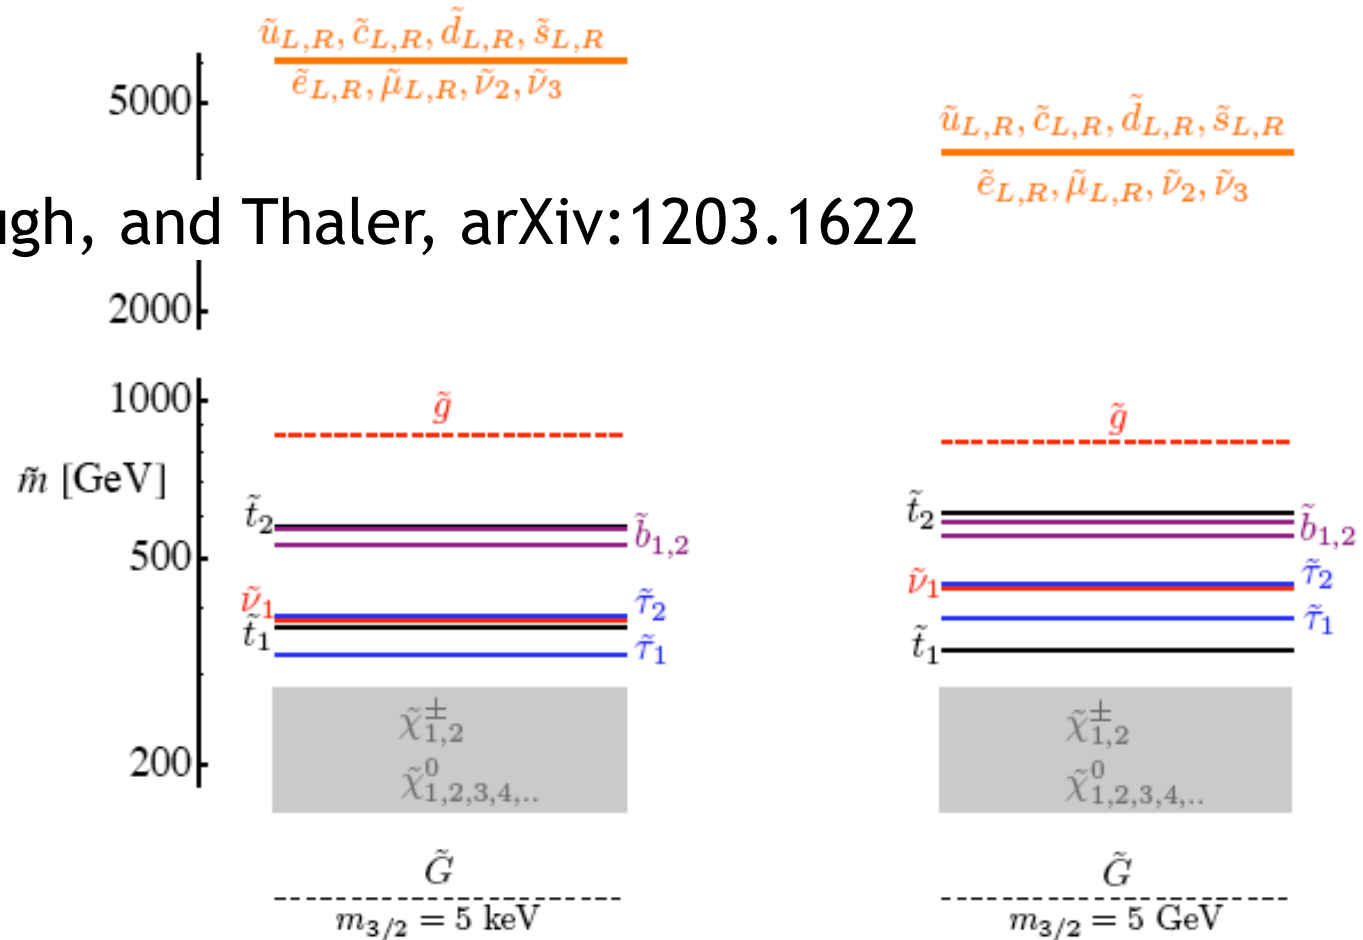 ũ_{L,R}, c̃_{L,R}, d̃_{L,R}, s̃_{L,R}
ẽ_{L,R}, μ̃_{L,R}, ν̃_2, ν̃_3
5000
ũ_{L,R}, c̃_{L,R}, d̃_{L,R}, s̃_{L,R}
ẽ_{L,R}, μ̃_{L,R}, ν̃_2, ν̃_3
ugh, and Thaler, arXiv:1203.1622
2000
1000
g̃
g̃
m̃ [GeV]
t̃_2
b̃_{1,2}
t̃_2
b̃_{1,2}
500
ν̃_1
τ̃_2
ν̃_1
τ̃_2
t̃_1
τ̃_1
t̃_1
τ̃_1
χ̃^±_{1,2}
χ̃^±_{1,2}
200
χ̃^0_{1,2,3,4,..}
χ̃^0_{1,2,3,4,..}
G̃
G̃
m_{3/2} = 5 keV
m_{3/2} = 5 GeV